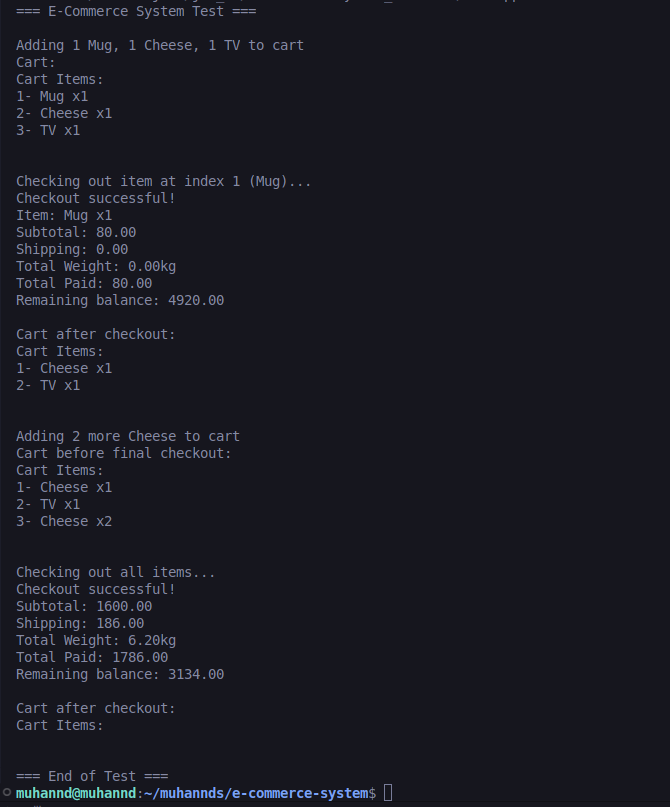 === E-Commerce System Test ===
Adding 1 Mug, 1 Cheese, 1 TV to cart
Cart:
Cart Items:
1- Mug x1
2- Cheese x1
3- TV x1
Checking out item at index 1 (Mug)...
Checkout successful!
Item: Mug x1
Subtotal: 80.00
Shipping: 0.00
Total Weight: 0.00kg
Total Paid: 80.00
Remaining balance: 4920.00
Cart after checkout:
Cart Items:
1- Cheese x1
2- TV x1
Adding 2 more Cheese to cart
Cart before final checkout:
Cart Items:
1- Cheese x1
2- TV x1
3- Cheese x2
Checking out all items...
Checkout successful!
Subtotal: 1600.00
Shipping: 186.00
Total Weight: 6.20kg
Total Paid: 1786.00
Remaining balance: 3134.00
Cart after checkout:
Cart Items:
=== End of Test ===
muhannd@muhannd:~/muhannds/e-commerce-system$